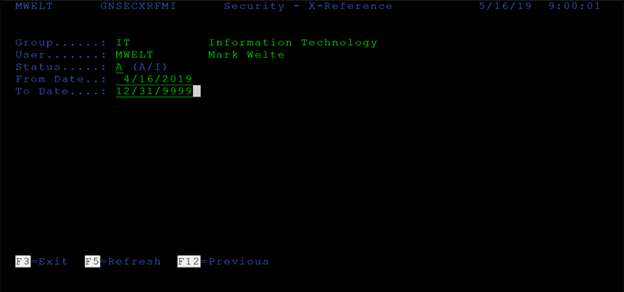 MWELT GNSECXRFMI Security - X-Reference 5/16/19 9:00:01
Group......: IT Information Technology
User.......: MWELT Mark Welte
Status.....: A (A/I)
From Date..: 4/16/2019
To Date....: 12/31/9999
F3=Exit F5=Refresh F12=Previous